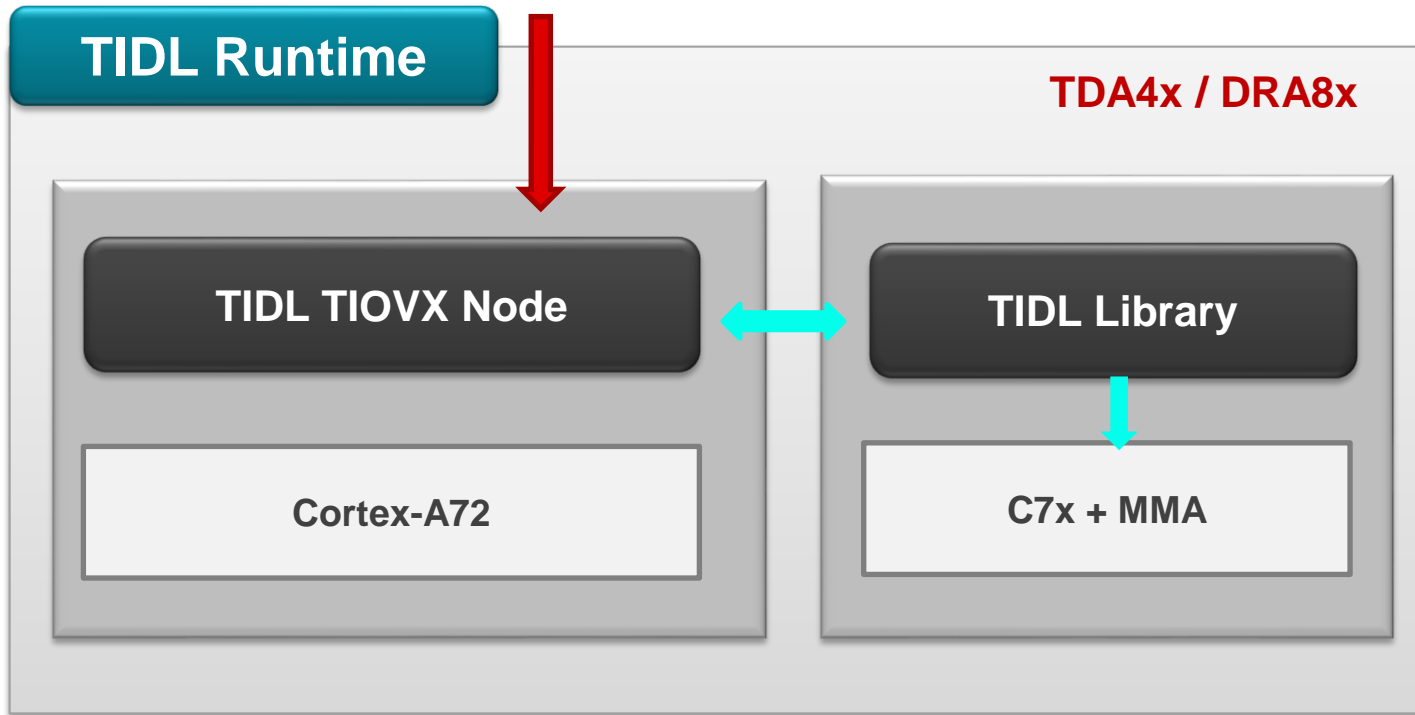 TIDL Runtime
TDA4x / DRA8x
TIDL TIOVX Node
TIDL Library
Cortex-A72
C7x + MMA